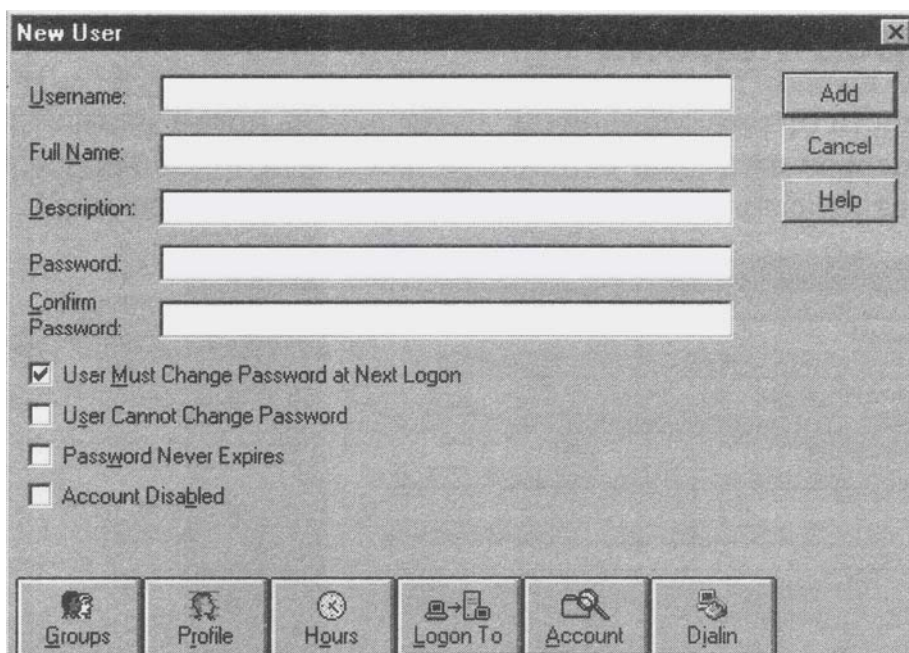 New User
Username:
Add
Full Name:
Cancel
Description:
Help
Password:
Confirm
Password:
User Must Change Password at Next Logon
User Cannot Change Password
Password Never Expires
Account Disabled
Groups
Profile
Hours
Logon To
Account
Dialin